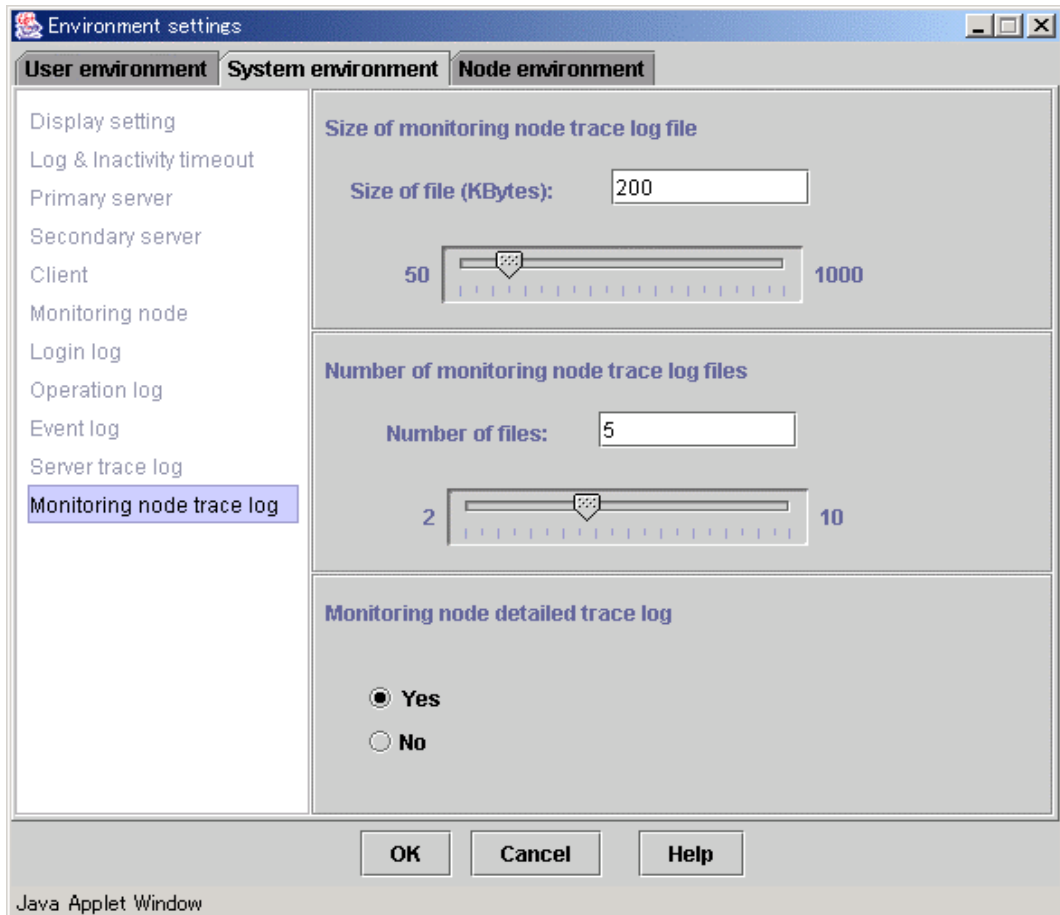 Environment settings
User environment
System environment
Node environment
Display setting
Log & Inactivity timeout
Primary server
Secondary server
Client
Monitoring node
Login log
Operation log
Event log
Server trace log
Monitoring node trace log
Size of monitoring node trace log file
Size of file (KBytes): 200
50 1000
Number of monitoring node trace log files
Number of files: 5
2 10
Monitoring node detailed trace log
Yes
No
OK Cancel Help
Java Applet Window